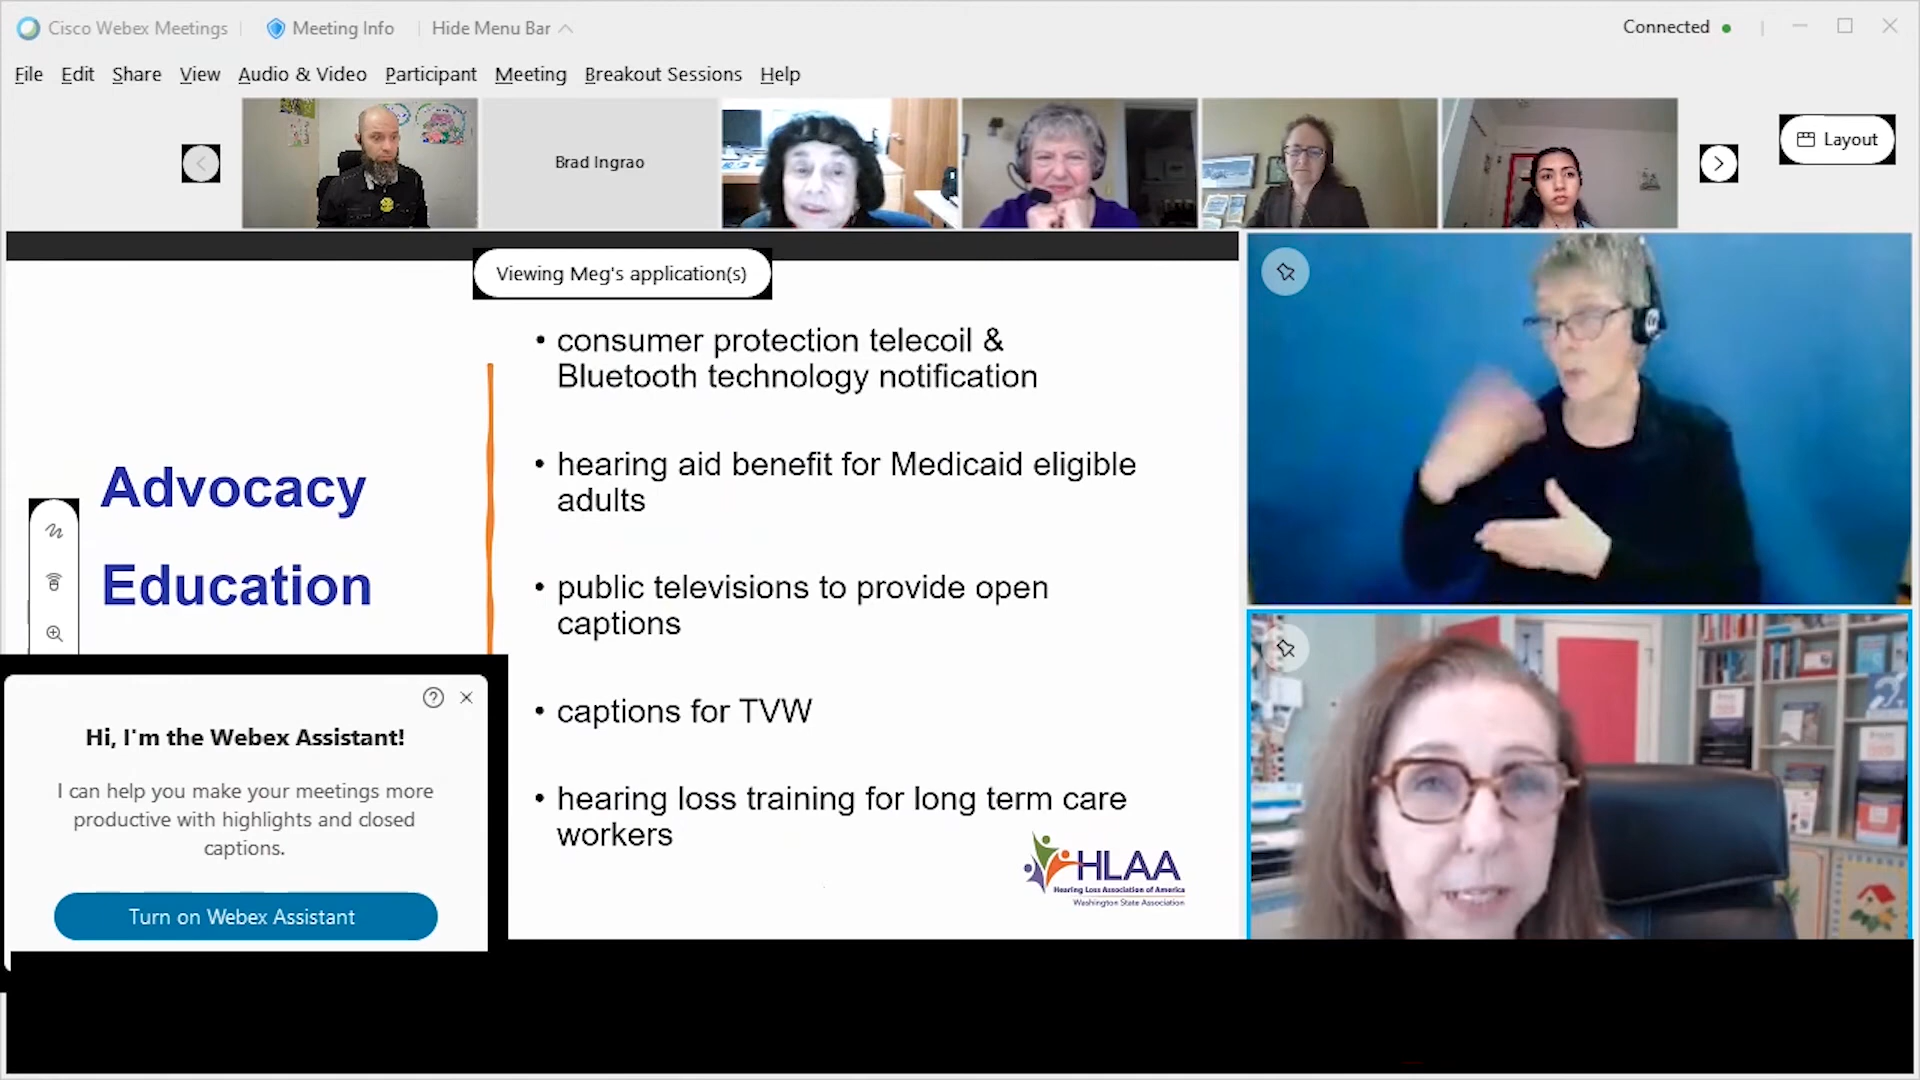 Cisco Webex Meetings
Meeting Info
Hide Menu Bar
Connected
File Edit Share View Audio & Video Participant Meeting Breakout Sessions Help
Brad Ingrao
Layout
Viewing Meg's application(s)
Advocacy
Education
• consumer protection telecoil &
Bluetooth technology notification
• hearing aid benefit for Medicaid eligible
adults
• public televisions to provide open
captions
• captions for TVW
• hearing loss training for long term care
workers
HLAA
Hearing Loss Association of America
Washington State Association
Hi, I'm the Webex Assistant!
I can help you make your meetings more
productive with highlights and closed
captions.
Turn on Webex Assistant